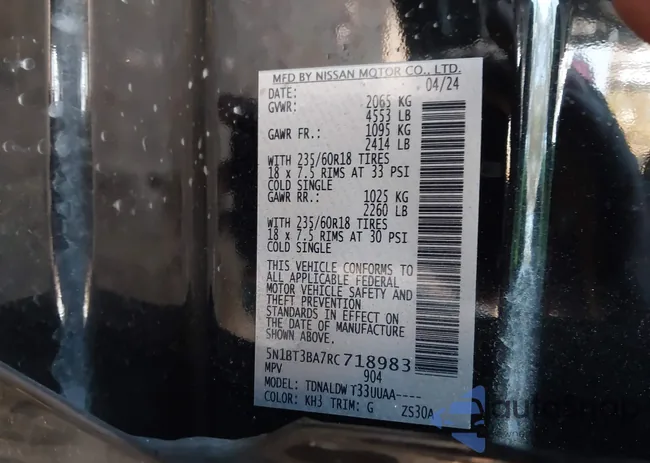 MFD BY NISSAN MOTOR CO., LTD.
DATE: 04/24
GVWR: 2065 KG
4553 LB
GAWR FR.: 1095 KG
2414 LB
WITH 235/60R18 TIRES
18 x 7.5 RIMS AT 33 PSI
COLD SINGLE
GAWR RR.: 1025 KG
2260 LB
WITH 235/60R18 TIRES
18 x 7.5 RIMS AT 30 PSI
COLD SINGLE
THIS VEHICLE CONFORMS TO
ALL APPLICABLE FEDERAL
MOTOR VEHICLE SAFETY AND
THEFT PREVENTION
STANDARDS IN EFFECT ON
THE DATE OF MANUFACTURE
SHOWN ABOVE.
5N1BT3BA7RC718983
MPV 904
MODEL: TDNALDW T33UUAA----
COLOR: KH3 TRIM: G ZS30A